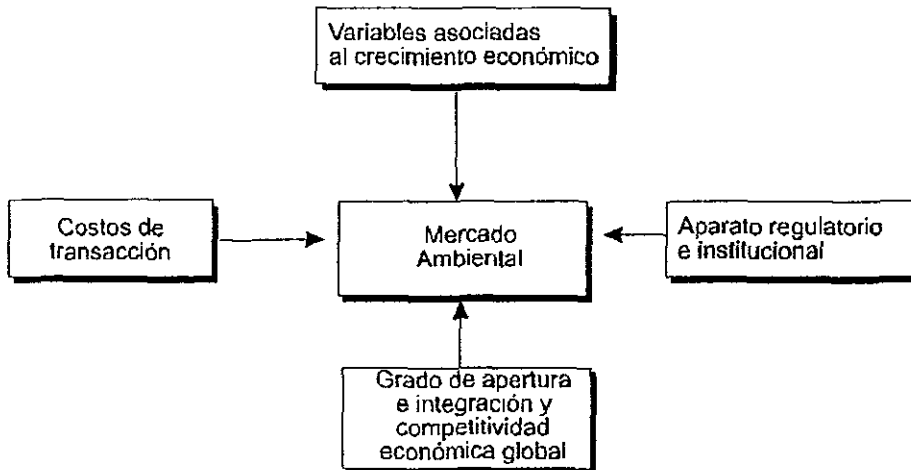 Variables asociadas
al crecimiento económico
Costos de
transacción
Mercado
Ambiental
Aparato regulatorio
e institucional
Grado de apertura
e integración y
competitividad
económica global